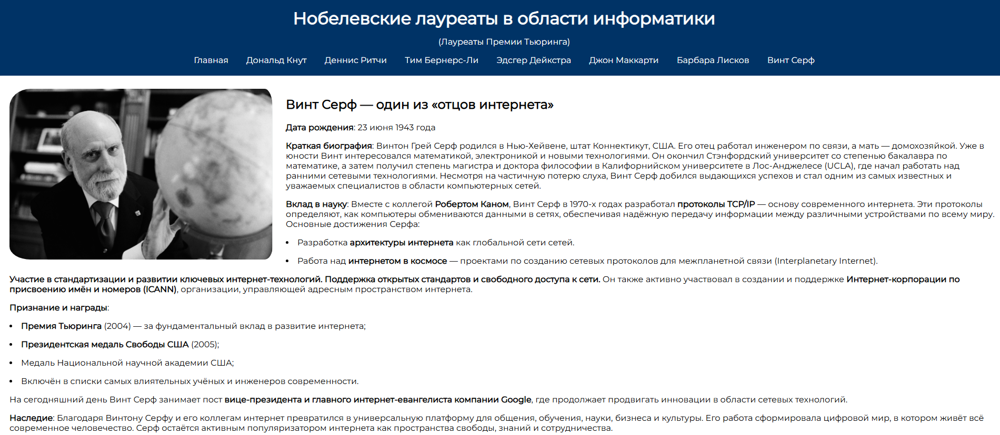 Нобелевские лауреаты в области информатики
(Лауреаты Премии Тьюринга)
Главная Дональд Кнут Деннис Ритчи Тим Бернерс-Ли Эдсгер Дейкстра Джон Маккарти Барбара Лисков Винт Серф
Винт Серф — один из «отцов интернета»
Дата рождения: 23 июня 1943 года
Краткая биография: Винтон Грей Серф родился в Нью-Хейвене, штат Коннектикут, США. Его отец работал инженером по связи, а мать — домохозяйкой. Уже в
юности Винт интересовался математикой, электроникой и новыми технологиями. Он окончил Стэнфордский университет со степенью бакалавра по
математике, а затем получил степень магистра и доктора философии в Калифорнийском университете в Лос-Анджелесе (UCLA), где начал работать над
ранними сетевыми технологиями. Несмотря на частичную потерю слуха, Винт Серф добился выдающихся успехов и стал одним из самых известных и
уважаемых специалистов в области компьютерных сетей.
Вклад в науку: Вместе с коллегой Робертом Каном, Винт Серф в 1970-х годах разработал протоколы TCP/IP — основу современного интернета. Эти протоколы
определяют, как компьютеры обмениваются данными в сетях, обеспечивая надёжную передачу информации между различными устройствами по всему миру.
Основные достижения Серфа:
• Разработка архитектуры интернета как глобальной сети сетей.
• Работа над интернетом в космосе — проектами по созданию сетевых протоколов для межпланетной связи (Interplanetary Internet).
Участие в стандартизации и развитии ключевых интернет-технологий. Поддержка открытых стандартов и свободного доступа к сети. Он также активно участвовал в создании и поддержке Интернет-корпорации по
присвоению имён и номеров (ICANN), организации, управляющей адресным пространством интернета.
Признание и награды:
• Премия Тьюринга (2004) — за фундаментальный вклад в развитие интернета;
• Президентская медаль Свободы США (2005);
• Медаль Национальной научной академии США;
• Включён в списки самых влиятельных учёных и инженеров современности.
На сегодняшний день Винт Серф занимает пост вице-президента и главного интернет-евангелиста компании Google, где продолжает продвигать инновации в области сетевых технологий.
Наследие: Благодаря Винтону Серфу и его коллегам интернет превратился в универсальную платформу для общения, обучения, науки, бизнеса и культуры. Его работа сформировала цифровой мир, в котором живёт всё
современное человечество. Серф остаётся активным популяризатором интернета как пространства свободы, знаний и сотрудничества.